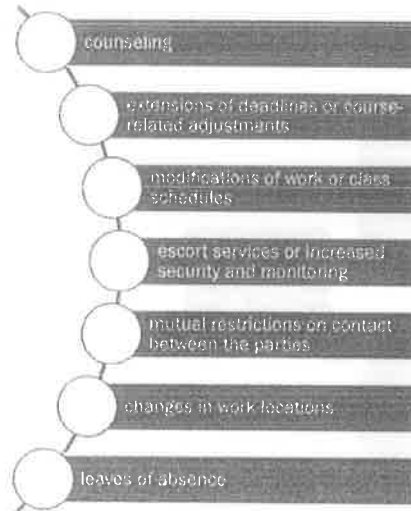 counseling
extensions of deadlines or course-
related adjustments
modifications of work or class
schedules
escort services or increased
security and monitoring
mutual restrictions on contact
between the parties
changes in work locations
leaves of absence